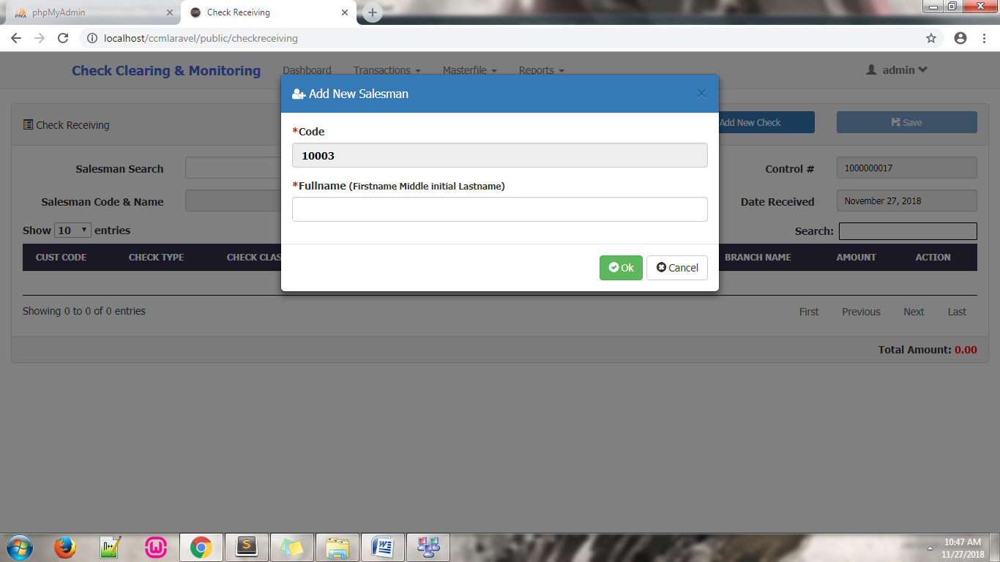 phpMyAdmin
Check Receiving
localhost/ccmlaravel/public/checkreceiving
Check Clearing & Monitoring Dashboard Transactions Masterfile Reports admin
Add New Salesman
Check Receiving Add New Check Save
*Code
10003
Salesman Search Control # 1000000017
*Fullname (Firstname Middle initial Lastname)
Salesman Code & Name Date Received November 27, 2018
Show 10 entries Search:
CUST CODE CHECK TYPE CHECK CLAS BRANCH NAME AMOUNT ACTION
Ok Cancel
Showing 0 to 0 of 0 entries First Previous Next Last
Total Amount: 0.00
10:47 AM
11/27/2018